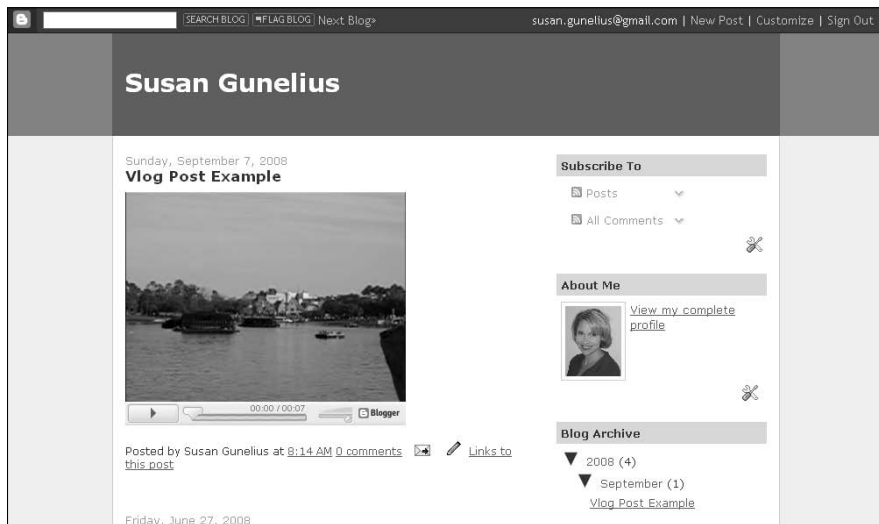 SEARCH BLOG FLAG BLOG Next Blog» susan.gunelius@gmail.com | New Post | Customize | Sign Out
Susan Gunelius
Sunday, September 7, 2008
Vlog Post Example
00:00 / 00:07
Blogger
Posted by Susan Gunelius at 8:14 AM 0 comments Links to
this post
Friday, June 27, 2008
Subscribe To
Posts
All Comments
About Me
View my complete
profile
Blog Archive
▼ 2008 (4)
▼ September (1)
Vlog Post Example